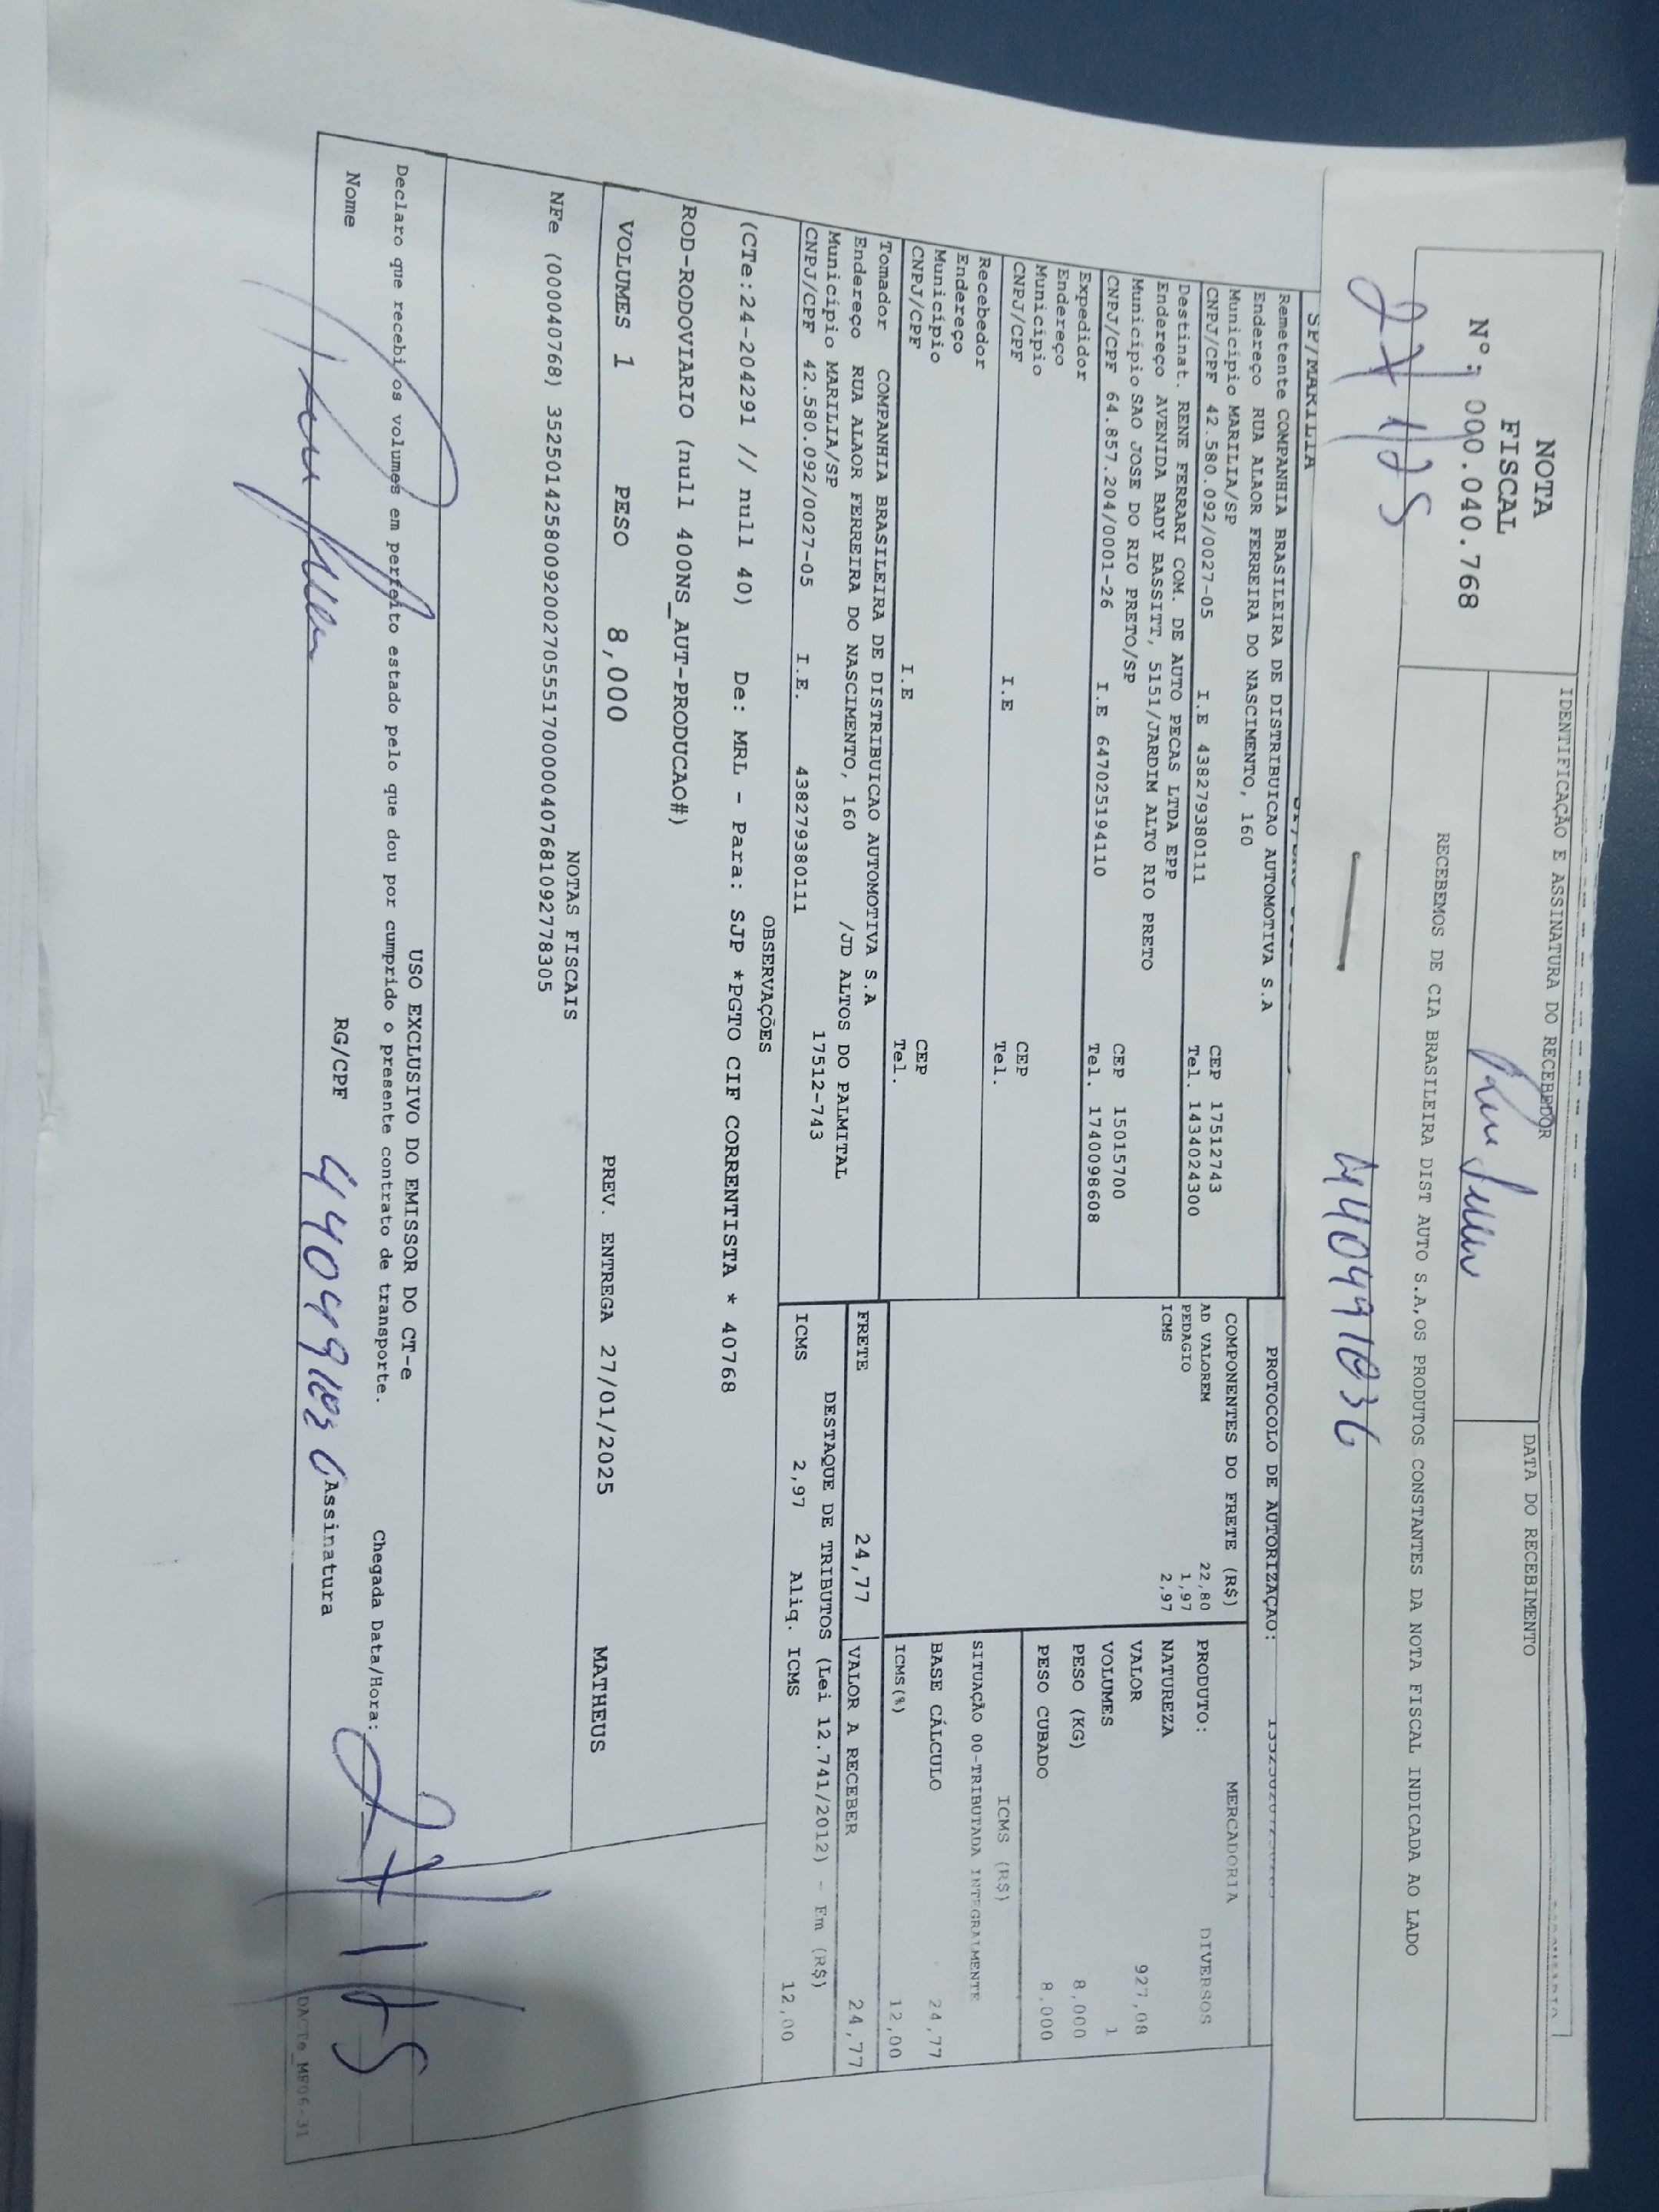 NOTA
FISCAL
Nº: 000.040.768
IDENTIFICAÇÃO E ASSINATURA DO RECEBEDOR
DATA DO RECEBIMENTO
RECEBEMOS DE CIA BRASILEIRA DIST AUTO S.A,OS PRODUTOS CONSTANTES DA NOTA FISCAL INDICADA AO LADO
27/1/25
440491036
SP/MARILIA
PROTOCOLO DE AUTORIZAÇÃO:
Remetente COMPANHIA BRASILEIRA DE DISTRIBUICAO AUTOMOTIVA S.A
Endereço RUA ALAOR FERREIRA DO NASCIMENTO, 160
Município MARILIA/SP CEP 17512743
CNPJ/CPF 42.580.092/0027-05 I.E 438279380111 Tel. 1434024300
Destinat. RENE FERRARI COM. DE AUTO PECAS LTDA EPP
Endereço AVENIDA BADY BASSITT, 5151/JARDIM ALTO RIO PRETO
Município SAO JOSE DO RIO PRETO/SP CEP 15015700
CNPJ/CPF 64.857.204/0001-26 I.E 647025194110 Tel. 1740098608
Expedidor
Endereço
Município CEP
CNPJ/CPF I.E Tel.
Recebedor
Endereço
Município CEP
CNPJ/CPF I.E Tel.
Tomador COMPANHIA BRASILEIRA DE DISTRIBUICAO AUTOMOTIVA S.A
Endereço RUA ALAOR FERREIRA DO NASCIMENTO, 160 /JD ALTOS DO PALMITAL
Município MARILIA/SP 17512-743
CNPJ/CPF 42.580.092/0027-05 I.E. 438279380111
COMPONENTES DO FRETE (R$)
AD VALOREM 22,80
PEDAGIO 1,97
ICMS 2,97
MERCADORIA
PRODUTO: DIVERSOS
NATUREZA
VALOR 927,08
VOLUMES 1
PESO (KG) 8,000
PESO CUBADO 8,000
ICMS (R$)
SITUAÇÃO 00-TRIBUTADA INTEGRALMENTE
BASE CÁLCULO 24,77
ICMS(%) 12,00
FRETE 24,77 VALOR A RECEBER 24,77
DESTAQUE DE TRIBUTOS (Lei 12.741/2012) - Em (R$)
ICMS 2,97 Aliq. ICMS 12,00
OBSERVAÇÕES
(CTe:24-204291 // null 40) De: MRL - Para: SJP *PGTO CIF CORRENTISTA * 40768
ROD-RODOVIARIO (null 400NS_AUT-PRODUCAO#)
VOLUMES 1 PESO 8,000 PREV. ENTREGA 27/01/2025 MATHEUS
NOTAS FISCAIS
NFe (000040768) 35250142580092002705551700000407681092778305
USO EXCLUSIVO DO EMISSOR DO CT-e
Declaro que recebi os volumes em perfeito estado pelo que dou por cumprido o presente contrato de transporte.
Chegada Data/Hora: 27/1/25
Nome RG/CPF Assinatura
DACTe_ME06-31